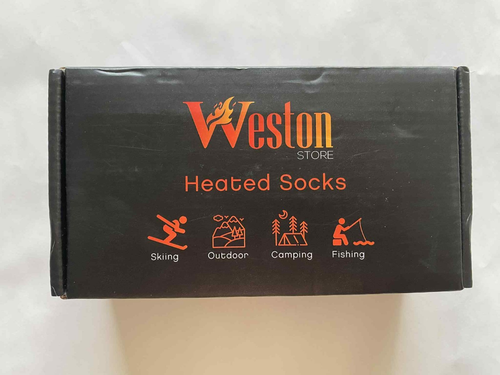 Weston
STORE
Heated Socks
Skiing Outdoor Camping Fishing